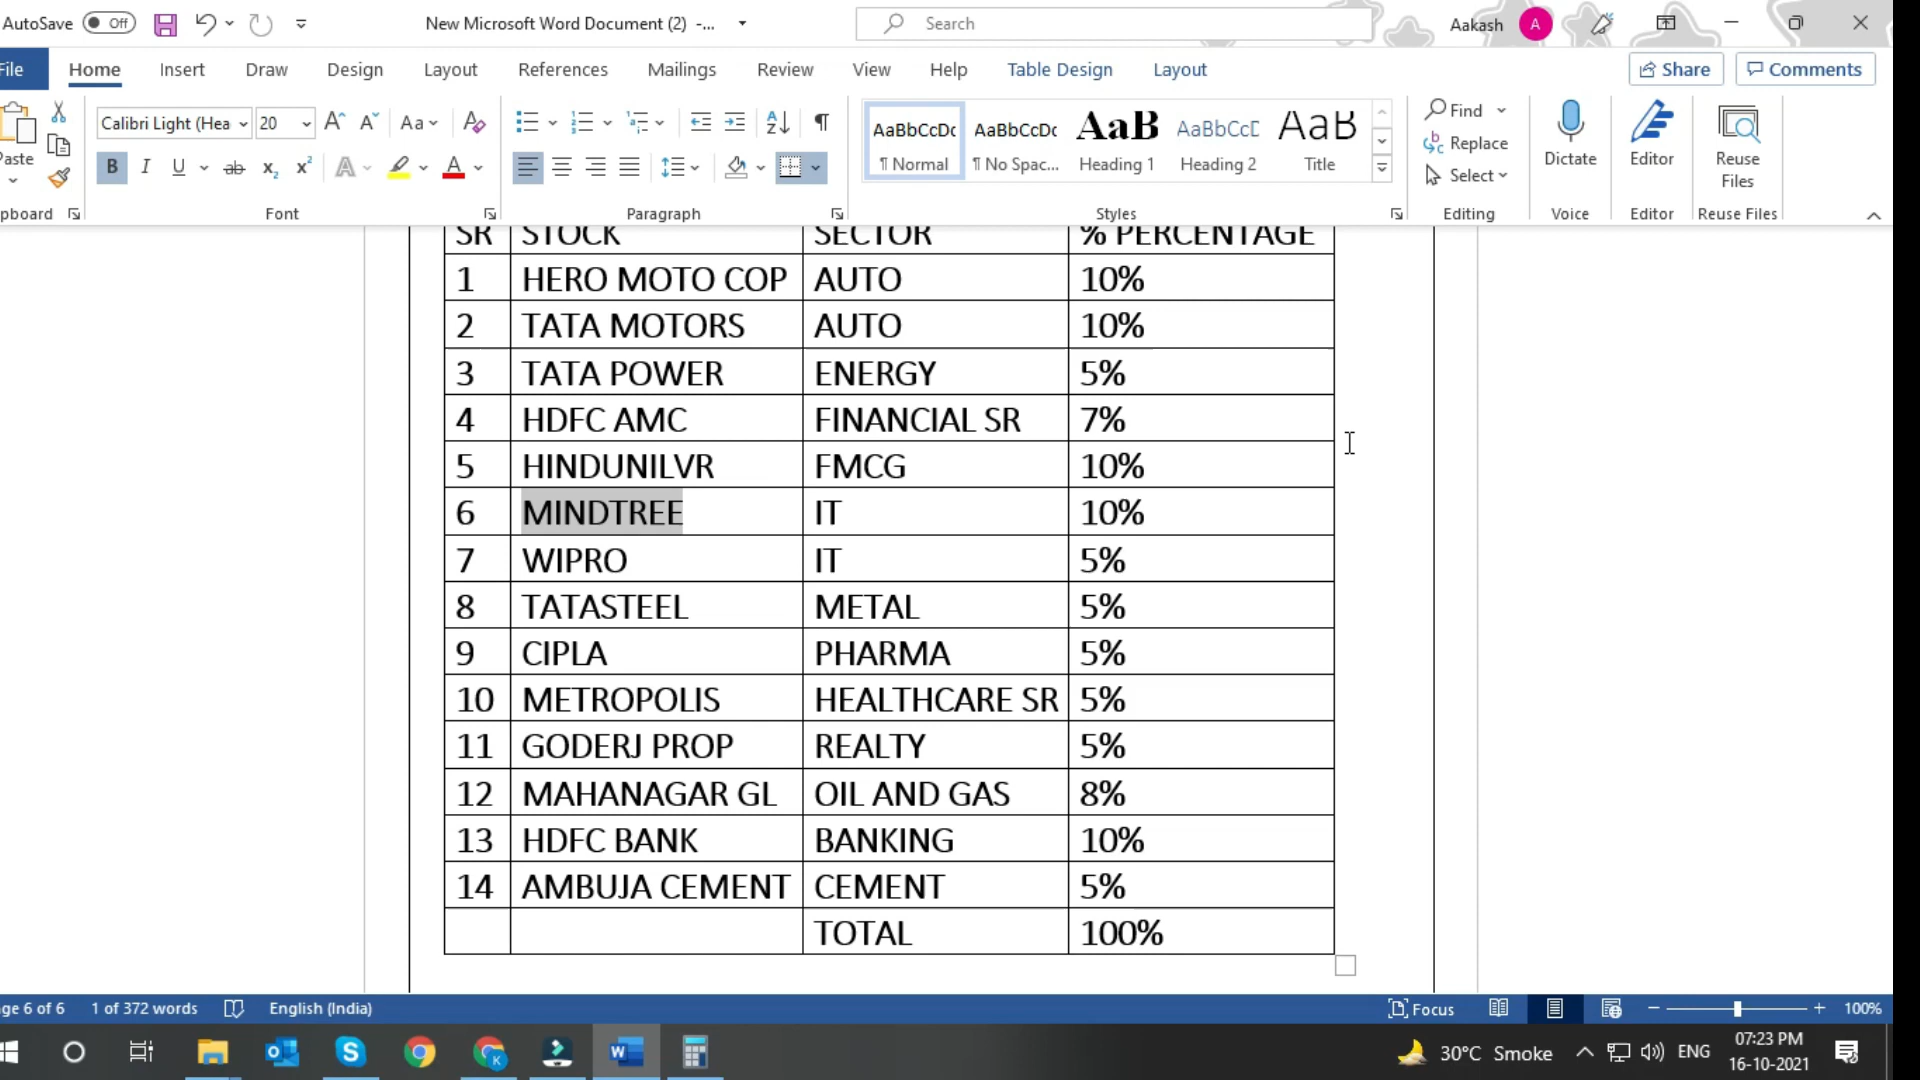 AutoSave Off New Microsoft Word Document (2) -... Search Aakash A
File Home Insert Draw Design Layout References Mailings Review View Help Table Design Layout Share Comments
Calibri Light (Hea 20 Aa
AaBbCcDc AaBbCcDc AaB AaBbCcC AaB
Find
Replace
Select
Paste
B I U ab x₂ x² A A
¶ Normal ¶ No Spac... Heading 1 Heading 2 Title
Dictate Editor Reuse Files
pboard Font Paragraph Styles Editing Voice Editor Reuse Files
SR STOCK SECTOR % PERCENTAGE
1 HERO MOTO COP AUTO 10%
2 TATA MOTORS AUTO 10%
3 TATA POWER ENERGY 5%
4 HDFC AMC FINANCIAL SR 7%
5 HINDUNILVR FMCG 10%
6 MINDTREE IT 10%
7 WIPRO IT 5%
8 TATASTEEL METAL 5%
9 CIPLA PHARMA 5%
10 METROPOLIS HEALTHCARE SR 5%
11 GODERJ PROP REALTY 5%
12 MAHANAGAR GL OIL AND GAS 8%
13 HDFC BANK BANKING 10%
14 AMBUJA CEMENT CEMENT 5%
TOTAL 100%
ge 6 of 6 1 of 372 words English (India) Focus 100%
30°C Smoke ENG 07:23 PM
16-10-2021